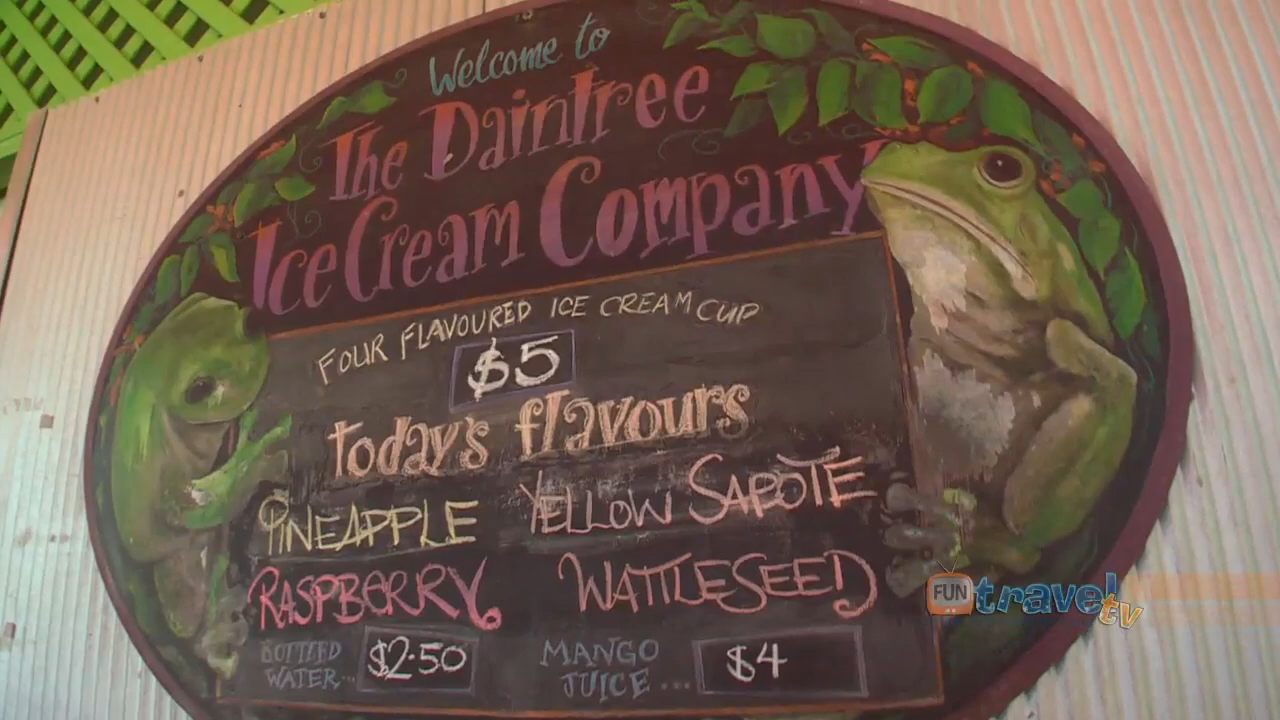 Welcome to
The Daintree
Ice Cream Company
FOUR FLAVOURED ICE CREAM CUP
$5
today's flavours
PINEAPPLE YELLOW SAPOTE
RASPBERRY WATTLESEED
BOTTLED WATER... $2.50
MANGO JUICE... $4
FUN travel tv